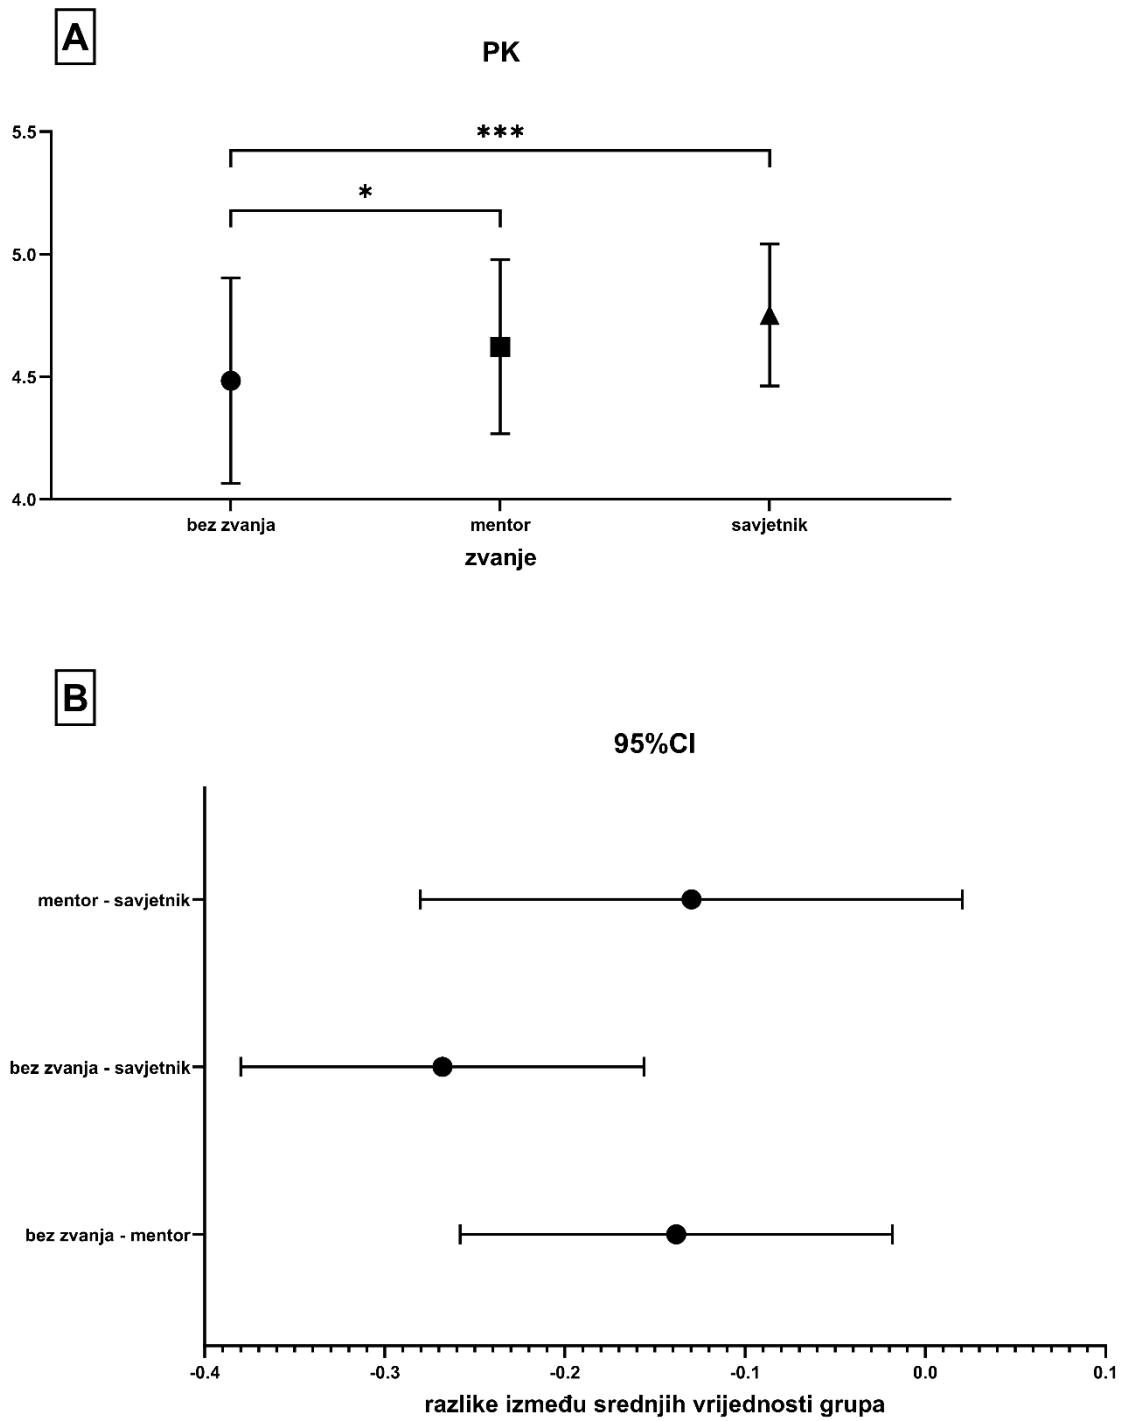 A
PK
***
*
5.5
5.0
4.5
4.0
bez zvanja mentor savjetnik
zvanje
B
95%CI
mentor - savjetnik
bez zvanja - savjetnik
bez zvanja - mentor
-0.4 -0.3 -0.2 -0.1 0.0 0.1
razlike između srednjih vrijednosti grupa